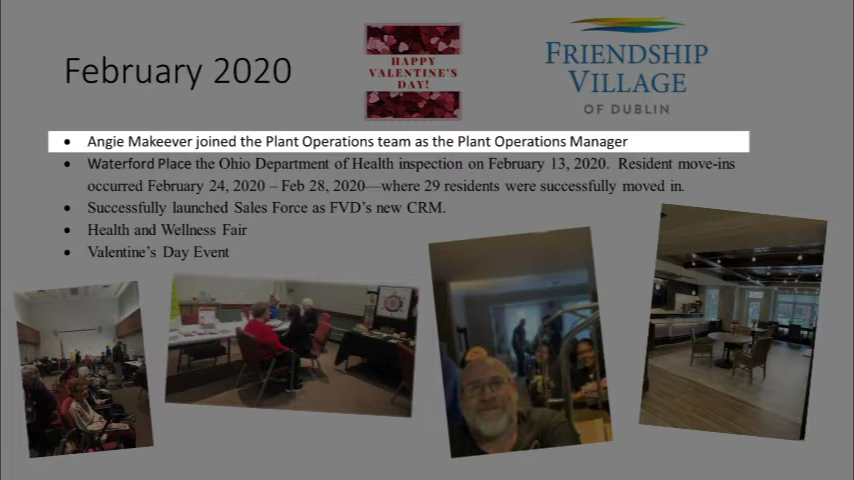 February 2020
HAPPY
VALENTINE'S
DAY!
FRIENDSHIP
VILLAGE
OF DUBLIN
• Angie Makeever joined the Plant Operations team as the Plant Operations Manager
• Waterford Place the Ohio Department of Health inspection on February 13, 2020. Resident move-ins
occurred February 24, 2020 – Feb 28, 2020—where 29 residents were successfully moved in.
• Successfully launched Sales Force as FVD's new CRM.
• Health and Wellness Fair
• Valentine's Day Event